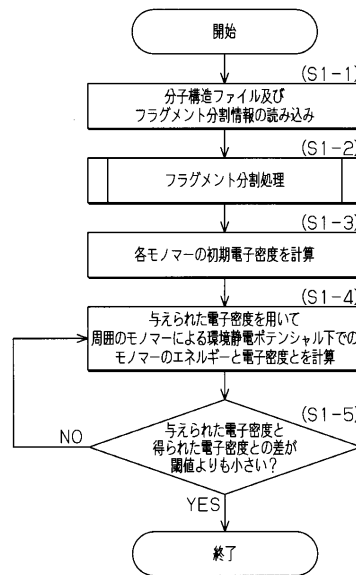 開始
(S1-1)
分子構造ファイル及び
フラグメント分割情報の読み込み
(S1-2)
フラグメント分割処理
(S1-3)
各モノマーの初期電子密度を計算
(S1-4)
与えられた電子密度を用いて
周囲のモノマーによる環境静電ポテンシャル下での
モノマーのエネルギーと電子密度とを計算
(S1-5)
与えられた電子密度と
得られた電子密度との差が
閾値よりも小さい？
NO
YES
終了